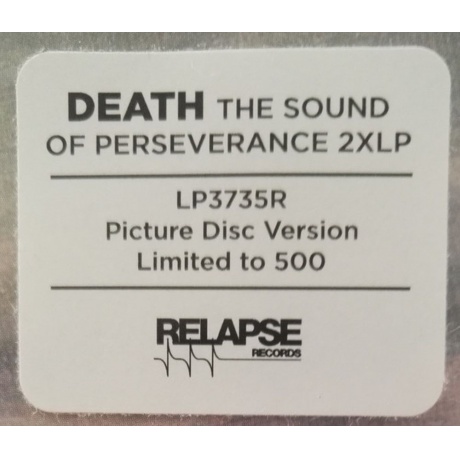 DEATH THE SOUND
OF PERSEVERANCE 2XLP
LP3735R
Picture Disc Version
Limited to 500
RELAPSE
RECORDS